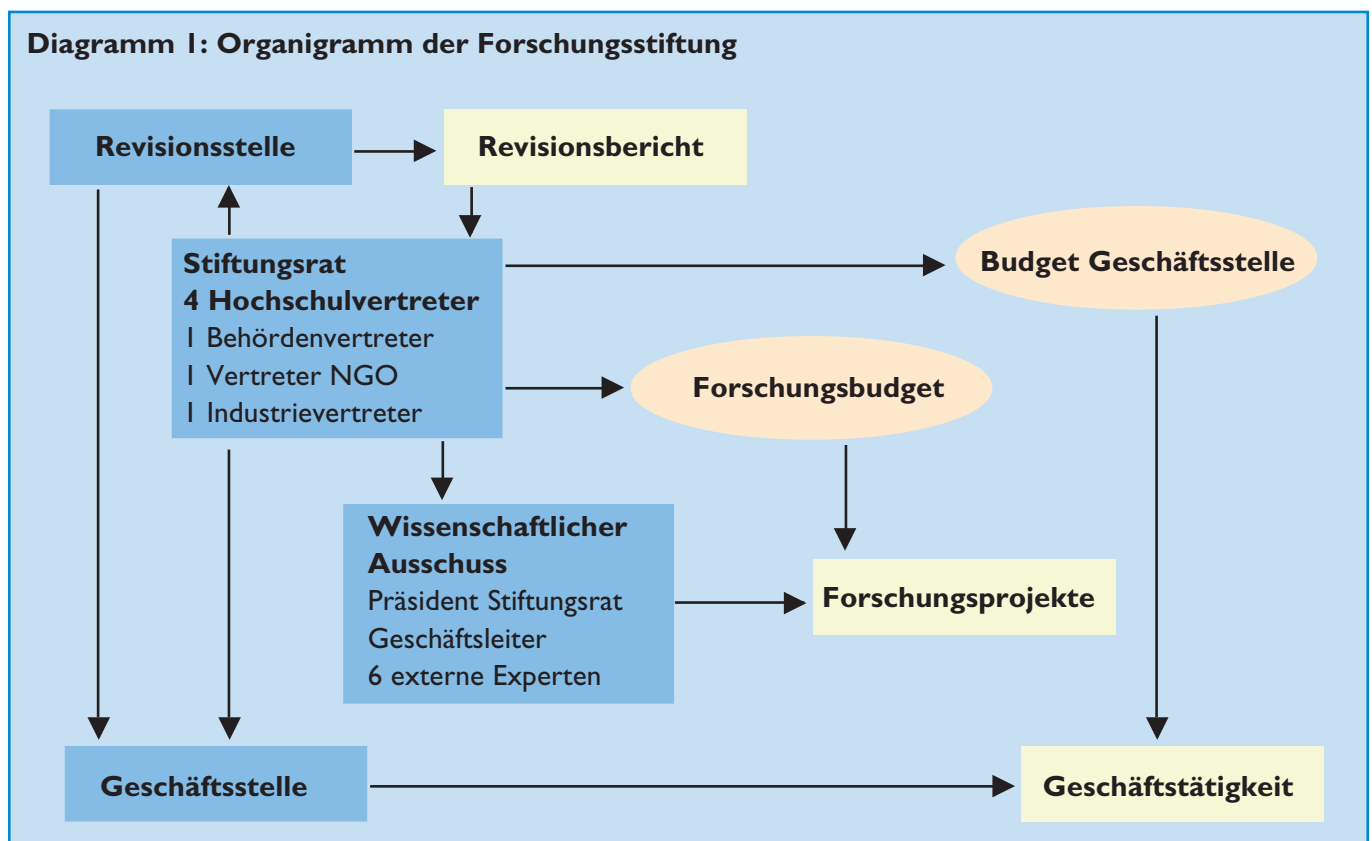 Diagramm 1: Organigramm der Forschungsstiftung
Revisionsstelle
Revisionsbericht
Stiftungsrat
4 Hochschulvertreter
1 Behördenvertreter
1 Vertreter NGO
1 Industrievertreter
Budget Geschäftsstelle
Forschungsbudget
Wissenschaftlicher
Ausschuss
Präsident Stiftungsrat
Geschäftsleiter
6 externe Experten
Forschungsprojekte
Geschäftsstelle
Geschäftstätigkeit